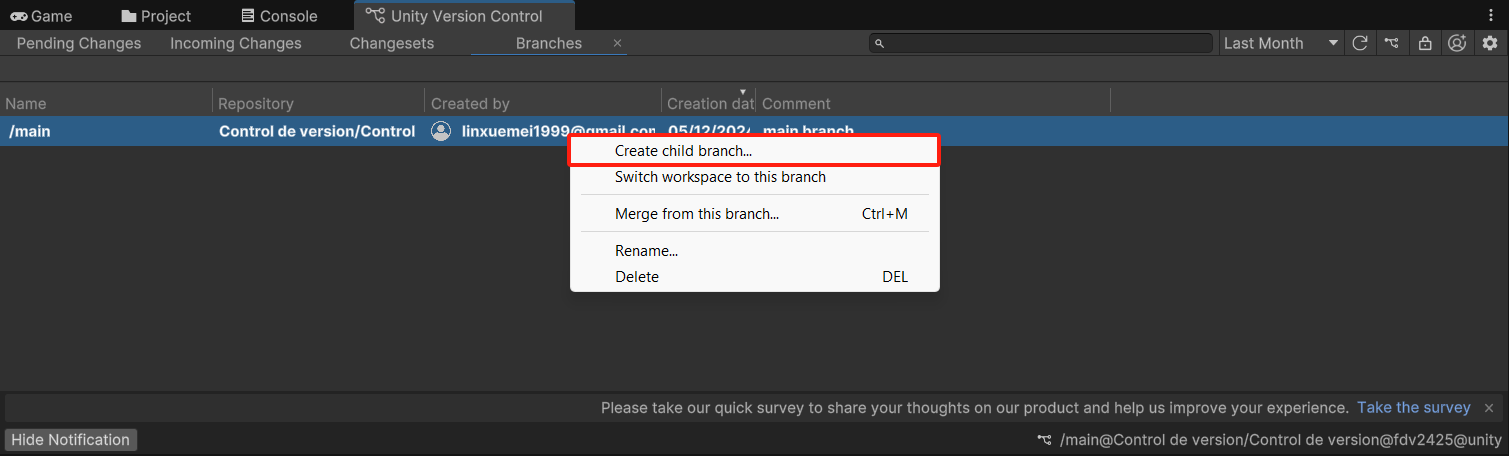 Game Project Console Unity Version Control
Pending Changes Incoming Changes Changesets Branches × Last Month
Name Repository Created by Creation dat Comment
/main Control de version/Control linxuemei1999@gmail.com 05/12/2024 main branch
Create child branch...
Switch workspace to this branch
Merge from this branch... Ctrl+M
Rename...
Delete DEL
Please take our quick survey to share your thoughts on our product and help us improve your experience. Take the survey ×
Hide Notification /main@Control de version/Control de version@fdv2425@unity